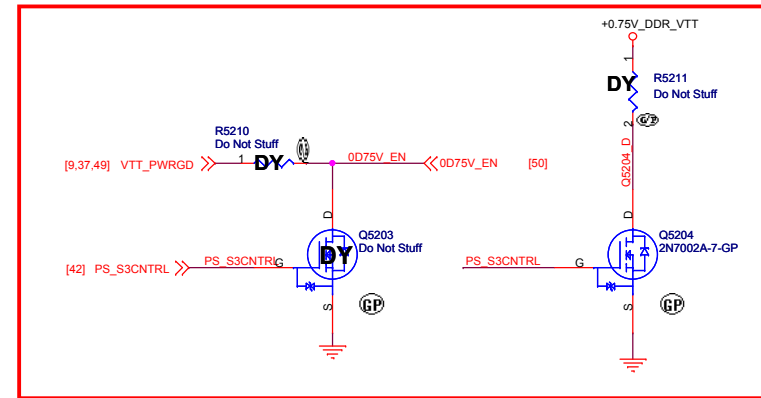 +0.75V_DDR_VTT
1
DY
R5211
Do Not Stuff
2
Q5204_D
R5210
Do Not Stuff
[9,37,49] VTT_PWRGD
1
DY
0D75V_EN
0D75V_EN
[50]
D
Q5203
Do Not Stuff
DY
D
Q5204
2N7002A-7-GP
[42] PS_S3CNTRL
PS_S3CNTRL
G
PS_S3CNTRL
G
S
GP
S
GP